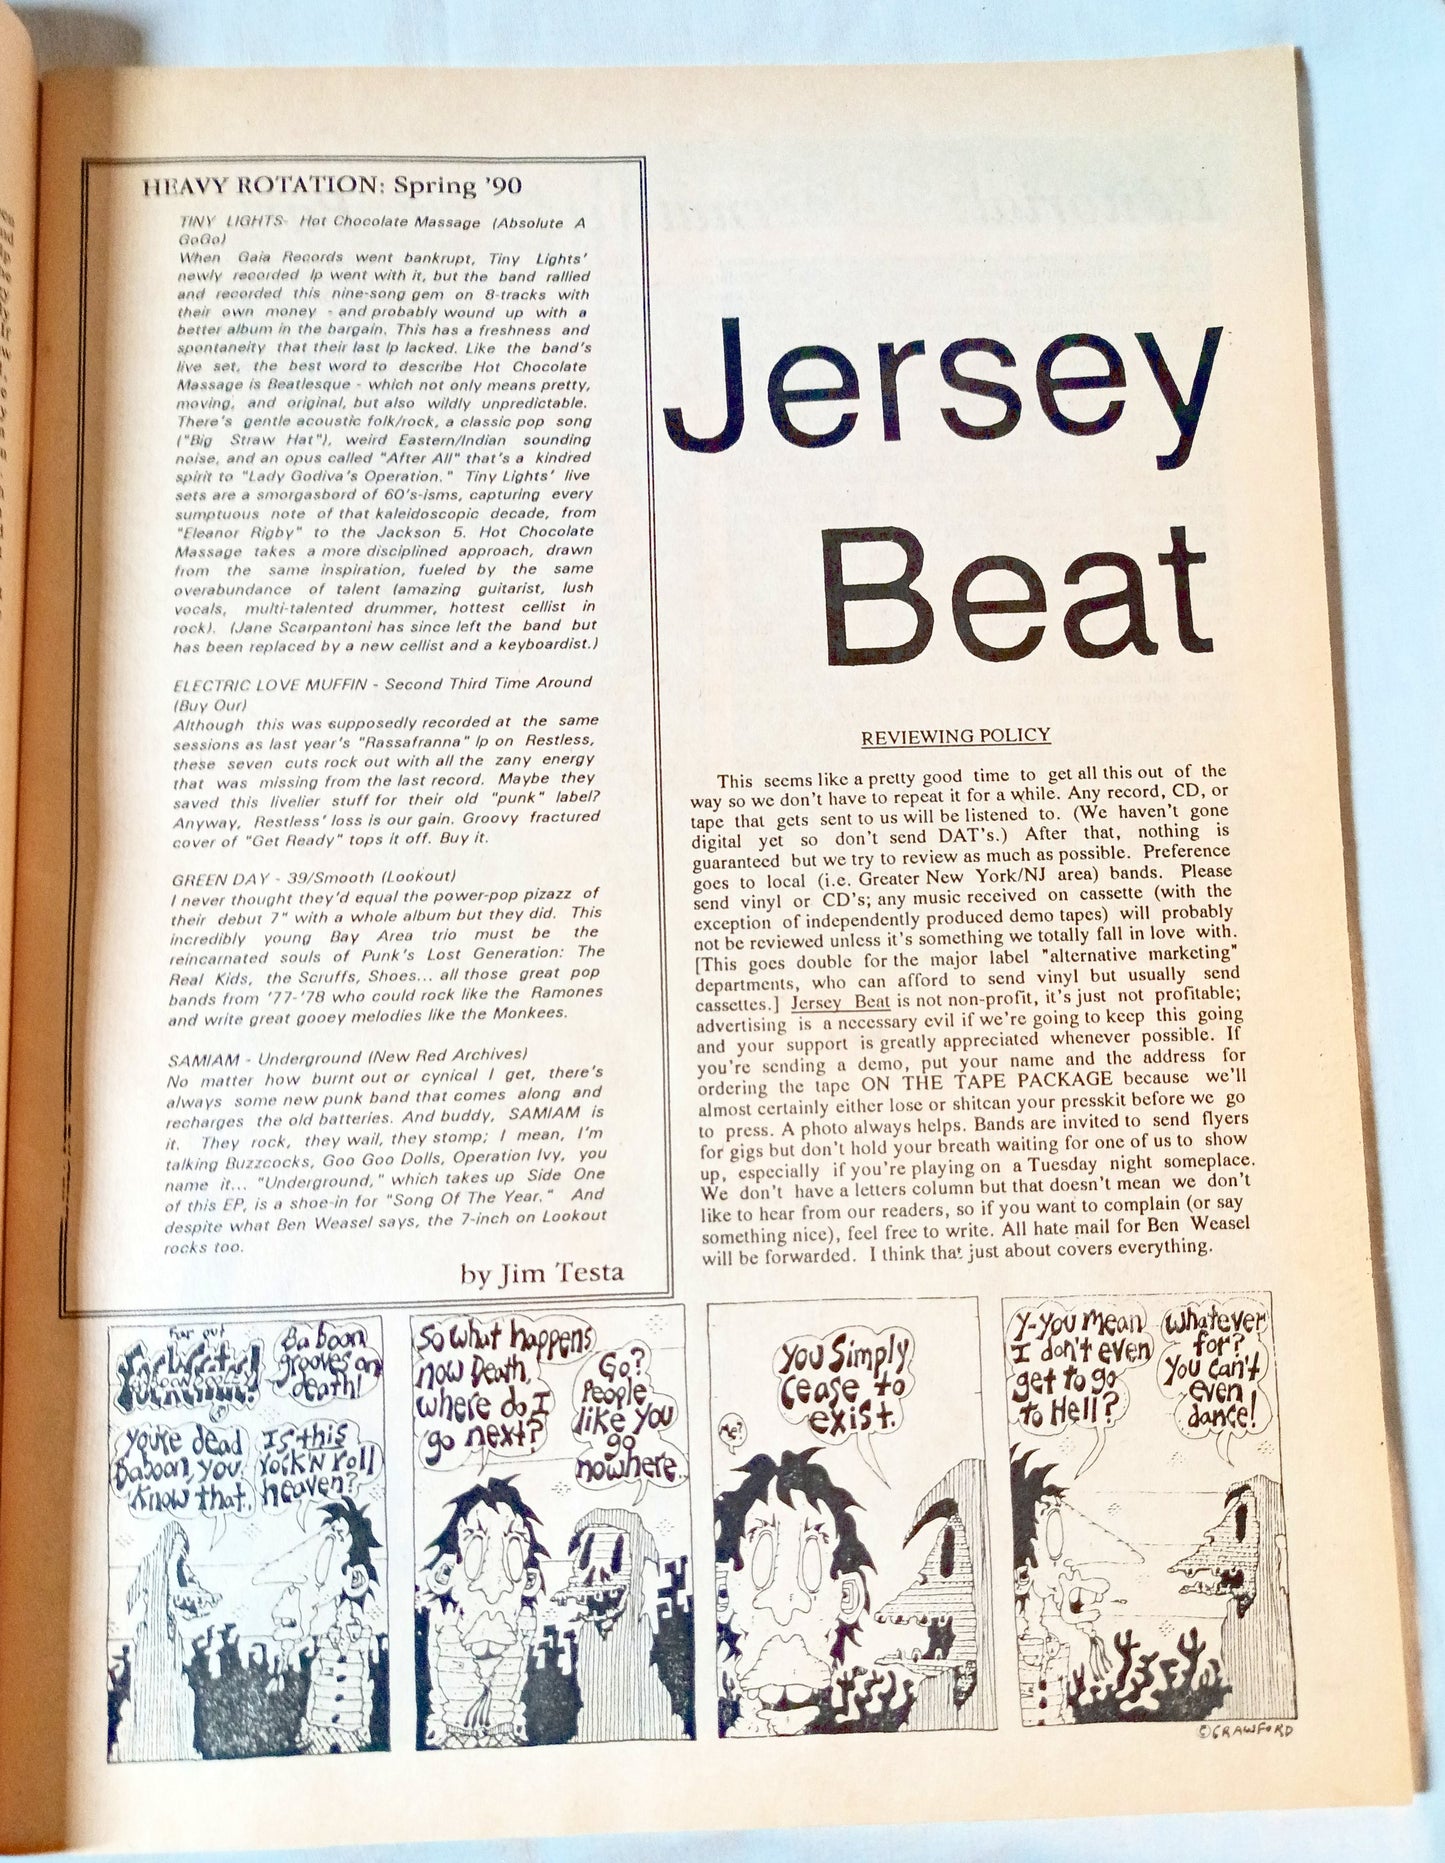 HEAVY ROTATION: Spring '90
TINY LIGHTS- Hot Chocolate Massage (Absolute A
GoGo)
When Gaia Records went bankrupt, Tiny Lights'
newly recorded lp went with it, but the band rallied
and recorded this nine-song gem on 8-tracks with
their own money - and probably wound up with a
better album in the bargain. This has a freshness and
spontaneity that their last lp lacked. Like the band's
live set, the best word to describe Hot Chocolate
Massage is Beatlesque - which not only means pretty,
moving, and original, but also wildly unpredictable.
There's gentle acoustic folk/rock, a classic pop song
("Big Straw Hat"), weird Eastern/Indian sounding
noise, and an opus called "After All" that's a kindred
spirit to "Lady Godiva's Operation." Tiny Lights' live
sets are a smorgasbord of 60's-isms, capturing every
sumptuous note of that kaleidoscopic decade, from
"Eleanor Rigby" to the Jackson 5. Hot Chocolate
Massage takes a more disciplined approach, drawn
from the same inspiration, fueled by the same
overabundance of talent (amazing guitarist, lush
vocals, multi-talented drummer, hottest cellist in
rock). (Jane Scarpantoni has since left the band but
has been replaced by a new cellist and a keyboardist.)
ELECTRIC LOVE MUFFIN - Second Third Time Around
(Buy Our)
Although this was supposedly recorded at the same
sessions as last year's "Rassafranna" lp on Restless,
these seven cuts rock out with all the zany energy
that was missing from the last record. Maybe they
saved this livelier stuff for their old "punk" label?
Anyway, Restless' loss is our gain. Groovy fractured
cover of "Get Ready" tops it off. Buy it.
GREEN DAY - 39/Smooth (Lookout)
I never thought they'd equal the power-pop pizazz of
their debut 7" with a whole album but they did. This
incredibly young Bay Area trio must be the
reincarnated souls of Punk's Lost Generation: The
Real Kids, the Scruffs, Shoes... all those great pop
bands from '77-'78 who could rock like the Ramones
and write great gooey melodies like the Monkees.
SAMIAM - Underground (New Red Archives)
No matter how burnt out or cynical I get, there's
always some new punk band that comes along and
recharges the old batteries. And buddy, SAMIAM is
it. They rock, they wail, they stomp; I mean, I'm
talking Buzzcocks, Goo Goo Dolls, Operation Ivy, you
name it... "Underground," which takes up Side One
of this EP, is a shoe-in for "Song Of The Year." And
despite what Ben Weasel says, the 7-inch on Lookout
rocks too.
by Jim Testa
Jersey
Beat
REVIEWING POLICY
This seems like a pretty good time to get all this out of the
way so we don't have to repeat it for a while. Any record, CD, or
tape that gets sent to us will be listened to. (We haven't gone
digital yet so don't send DAT's.) After that, nothing is
guaranteed but we try to review as much as possible. Preference
goes to local (i.e. Greater New York/NJ area) bands. Please
send vinyl or CD's; any music received on cassette (with the
exception of independently produced demo tapes) will probably
not be reviewed unless it's something we totally fall in love with.
[This goes double for the major label "alternative marketing"
departments, who can afford to send vinyl but usually send
cassettes.] Jersey Beat is not non-profit, it's just not profitable;
advertising is a necessary evil if we're going to keep this going
and your support is greatly appreciated whenever possible. If
you're sending a demo, put your name and the address for
ordering the tape ON THE TAPE PACKAGE because we'll
almost certainly either lose or shitcan your presskit before we go
to press. A photo always helps. Bands are invited to send flyers
for gigs but don't hold your breath waiting for one of us to show
up, especially if you're playing on a Tuesday night someplace.
We don't have a letters column but that doesn't mean we don't
like to hear from our readers, so if you want to complain (or say
something nice), feel free to write. All hate mail for Ben Weasel
will be forwarded. I think that just about covers everything.
Far out
Baboon
grooves on
death!
you're dead
Baboon, you
know that.
Is this
rock'n roll
heaven?
So what happens
now Death,
where do I
go next?
Go?
People
like you
go
nowhere.
Me?
You Simply
cease to
exist.
Y-you mean
I don't even
get to go
to Hell?
Whatever
for?
You can't
even
dance!
©CRAWFORD